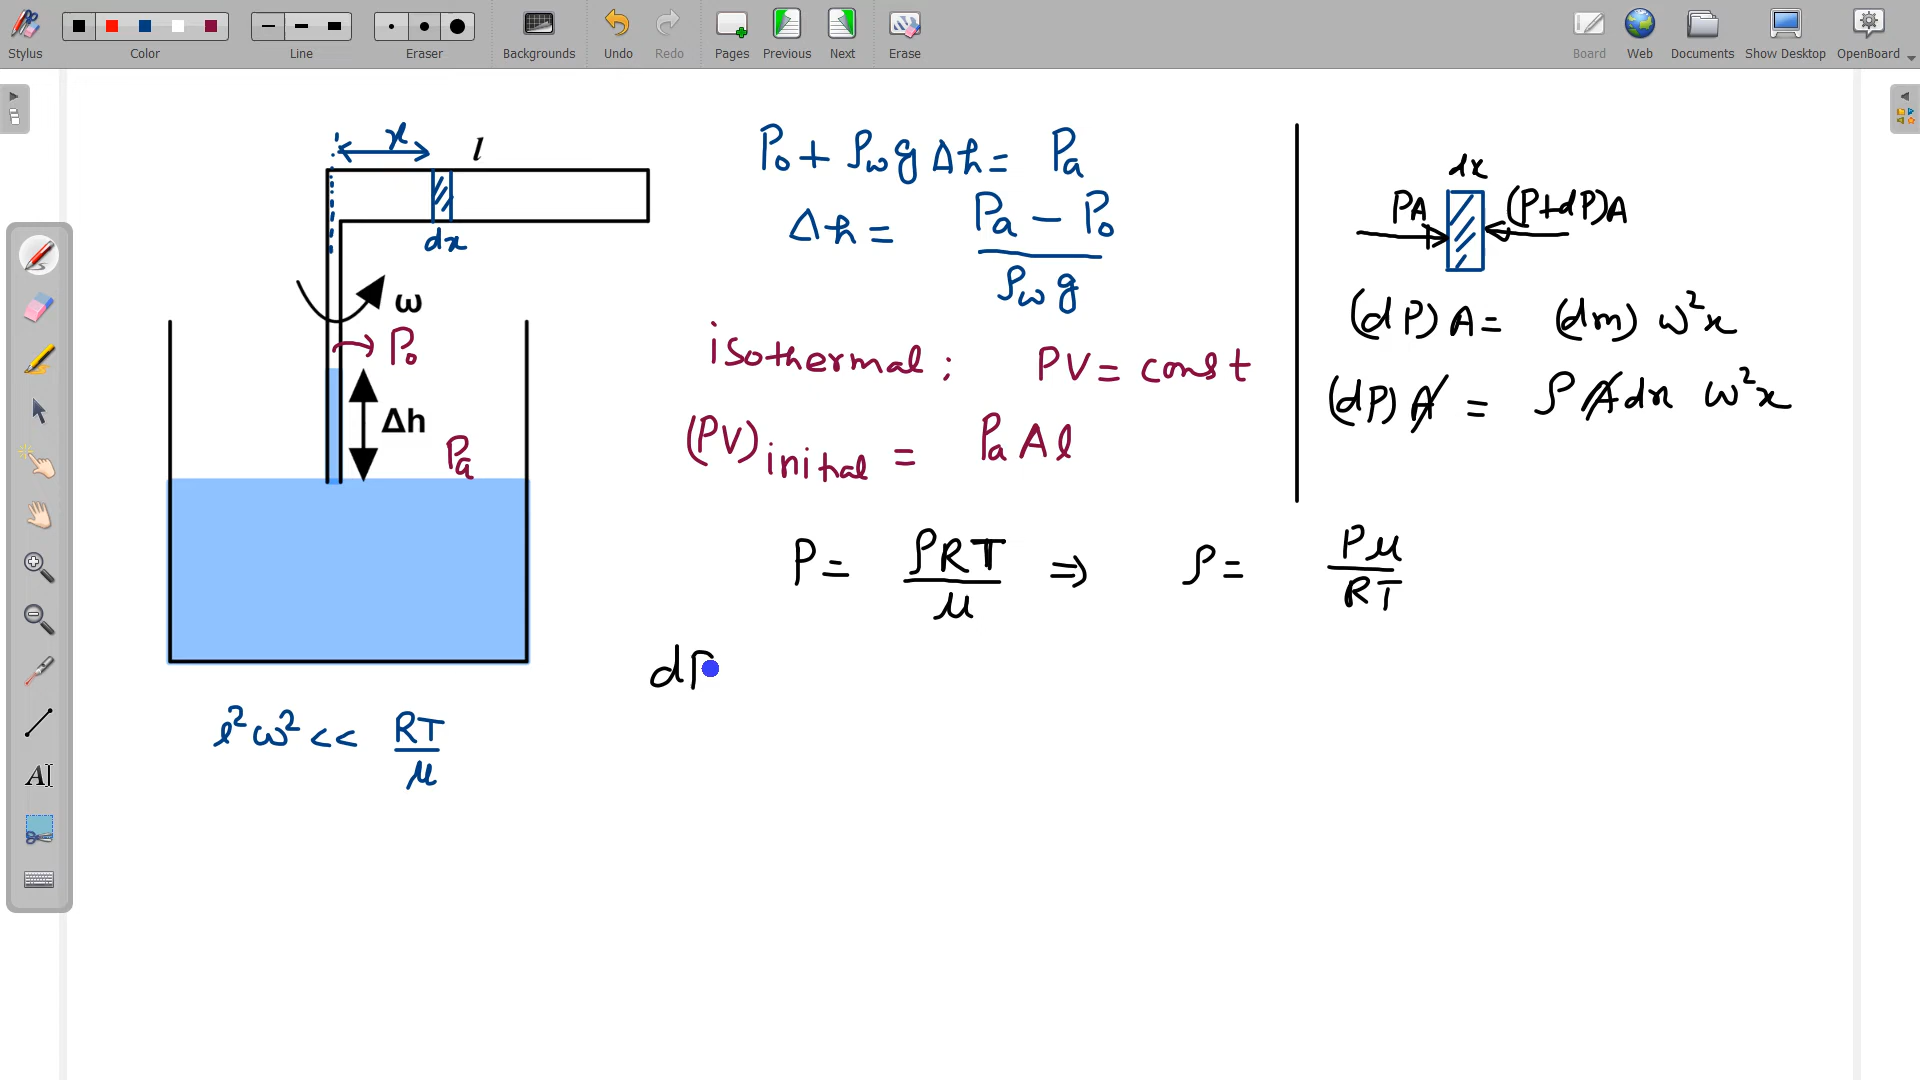 Stylus Color Line Eraser Backgrounds Undo Redo Pages Previous Next Erase Board Web Documents Show Desktop OpenBoard
x l
dx
ω
P₀
Δh
Pₐ
l²ω² << RT/μ
P₀ + ρ_w g Δh = Pₐ
Δh = (Pₐ − P₀)/(ρ_w g)
isothermal ; PV = const
(PV)initial = Pₐ A l
P = ρRT/μ ⇒ ρ = Pμ/RT
dP
dx
PA (P+dP)A
(dP) A = (dm) ω²x
(dP) A = ρ A dx ω²x